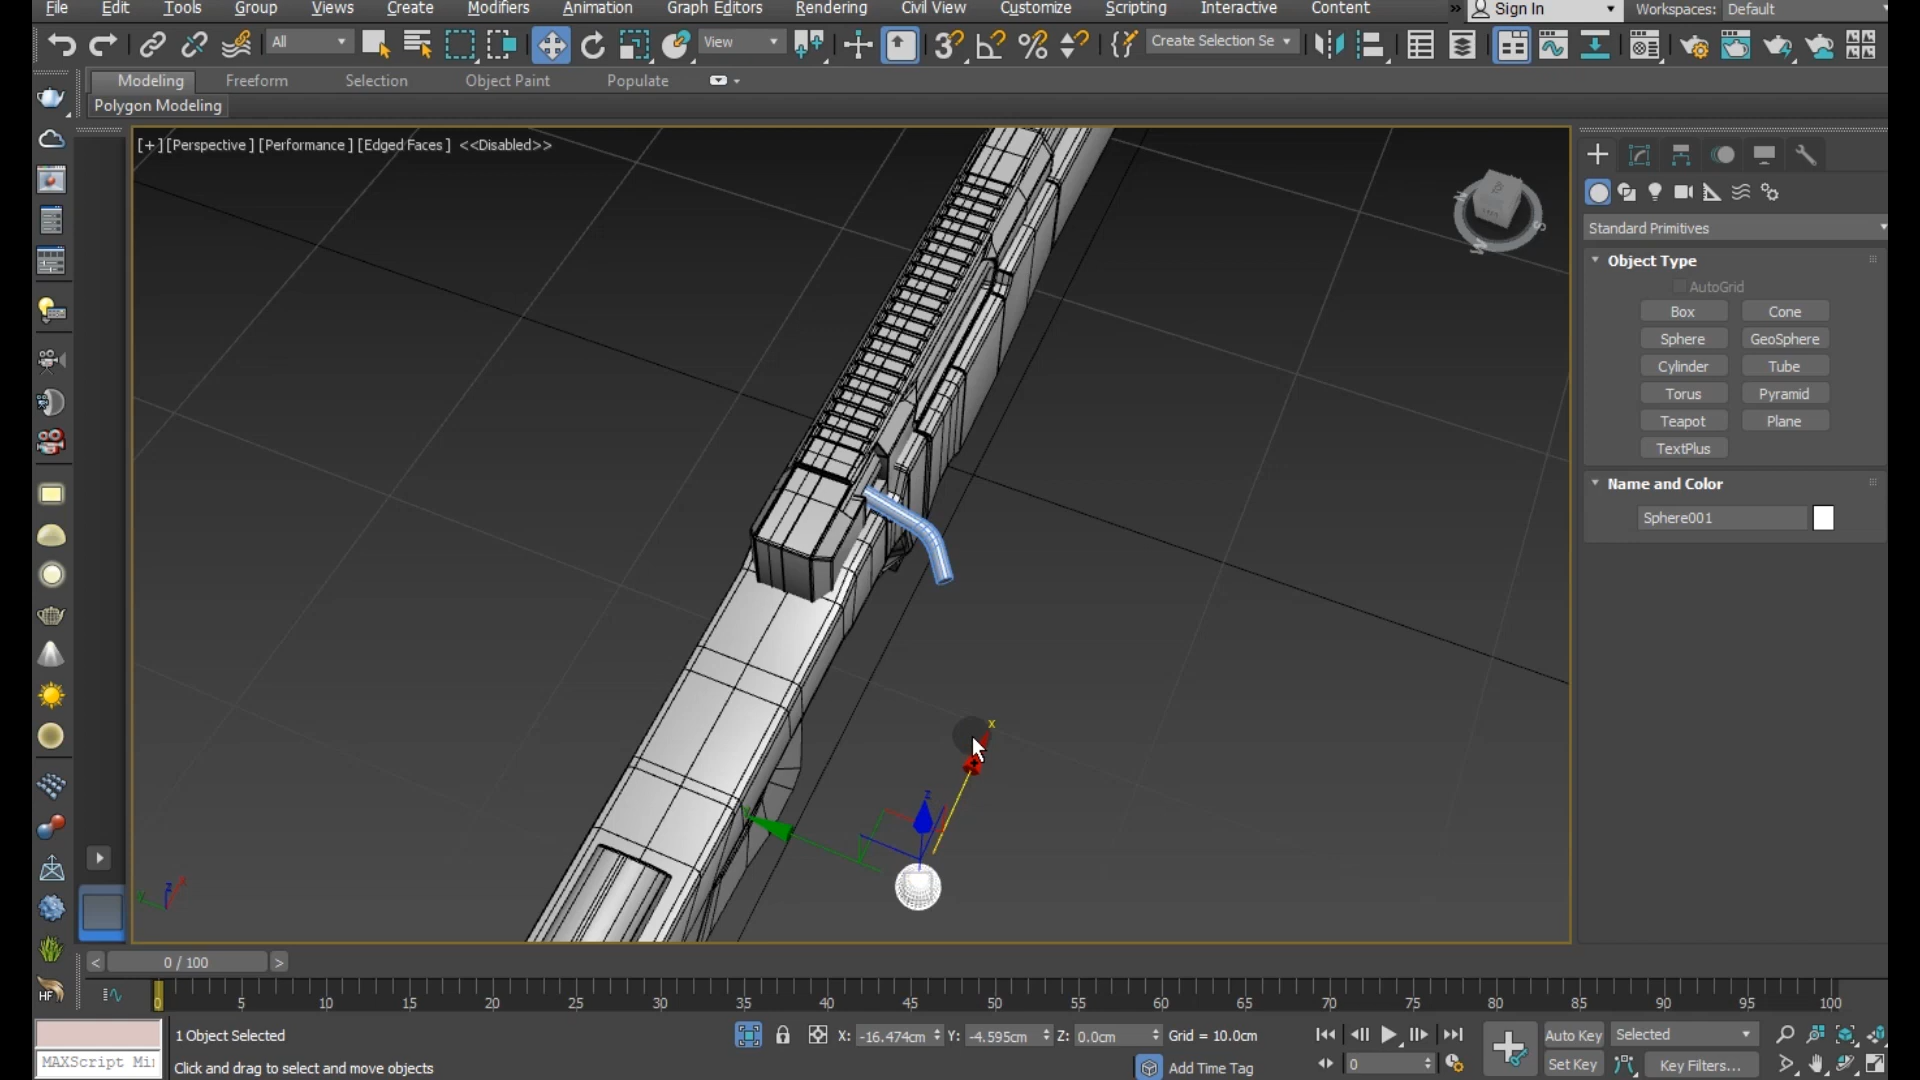 File Edit Tools Group Views Create Modifiers Animation Graph Editors Rendering Civil View Customize Scripting Interactive Content Sign In Workspaces: Default
All View Create Selection Se
Modeling Freeform Selection Object Paint Populate
Polygon Modeling
[+] [Perspective] [Performance] [Edged Faces] <<Disabled>>
Standard Primitives
Object Type
AutoGrid
Box Cone
Sphere GeoSphere
Cylinder Tube
Torus Pyramid
Teapot Plane
TextPlus
Name and Color
Sphere001
x
z
0 / 100
0 5 10 15 20 25 30 35 40 45 50 55 60 65 70 75 80 85 90 95 100
1 Object Selected X: -16.474cm Y: -4.595cm Z: 0.0cm Grid = 10.0cm Auto Key Selected
MAXScript Mi Click and drag to select and move objects Add Time Tag 0 Set Key Key Filters...